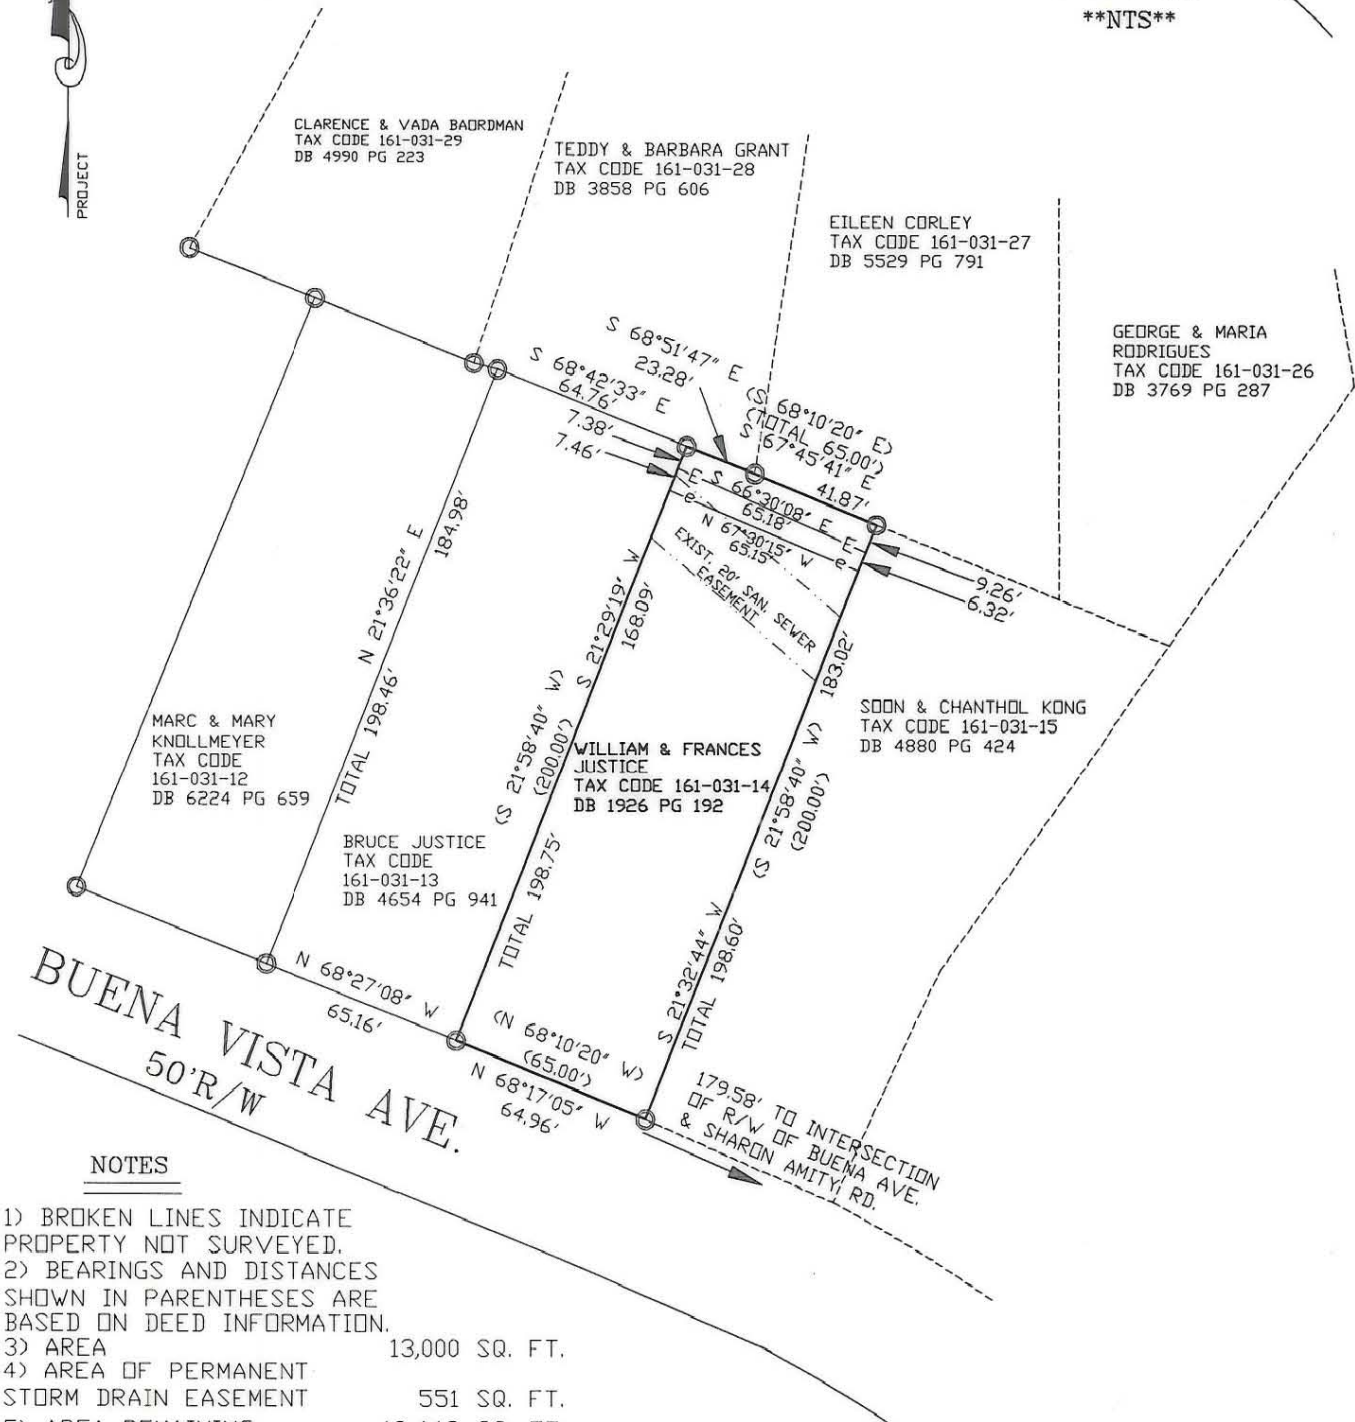 **NTS**
PROJECT
CLARENCE & VADA BAORDMAN
TAX CODE 161-031-29
DB 4990 PG 223
TEDDY & BARBARA GRANT
TAX CODE 161-031-28
DB 3858 PG 606
EILEEN CORLEY
TAX CODE 161-031-27
DB 5529 PG 791
GEORGE & MARIA
RODRIGUES
TAX CODE 161-031-26
DB 3769 PG 287
S 68°51'47" E
23.28'
S 68°42'33" E
64.76'
7.38'
7.46'
(S 68°10'20" E)
(TOTAL 65.00')
S 67°45'41" E
41.87'
E S 66°30'08" E E
65.18'
e N 67°30'15" W e
65.15'
EXIST. 20' SAN. SEWER
EASEMENT
9.26'
6.32'
N 21°36'22" E
184.98'
TOTAL 198.46'
S 21°29'19" W
168.09'
(S 21°58'40" W)
(200.00')
TOTAL 198.75'
183.02'
(S 21°58'40" W)
(200.00')
S 21°32'44" W
TOTAL 198.60'
MARC & MARY
KNOLLMEYER
TAX CODE
161-031-12
DB 6224 PG 659
BRUCE JUSTICE
TAX CODE
161-031-13
DB 4654 PG 941
WILLIAM & FRANCES
JUSTICE
TAX CODE 161-031-14
DB 1926 PG 192
SOON & CHANTHOL KONG
TAX CODE 161-031-15
DB 4880 PG 424
N 68°27'08" W
65.16'
(N 68°10'20" W)
(65.00')
N 68°17'05" W
64.96'
179.58' TO INTERSECTION
OF R/W OF BUENA AVE.
& SHARON AMITY RD.
BUENA VISTA AVE.
50'R/W
NOTES
1) BROKEN LINES INDICATE
PROPERTY NOT SURVEYED.
2) BEARINGS AND DISTANCES
SHOWN IN PARENTHESES ARE
BASED ON DEED INFORMATION.
3) AREA 13,000 SQ. FT.
4) AREA OF PERMANENT
STORM DRAIN EASEMENT 551 SQ. FT.